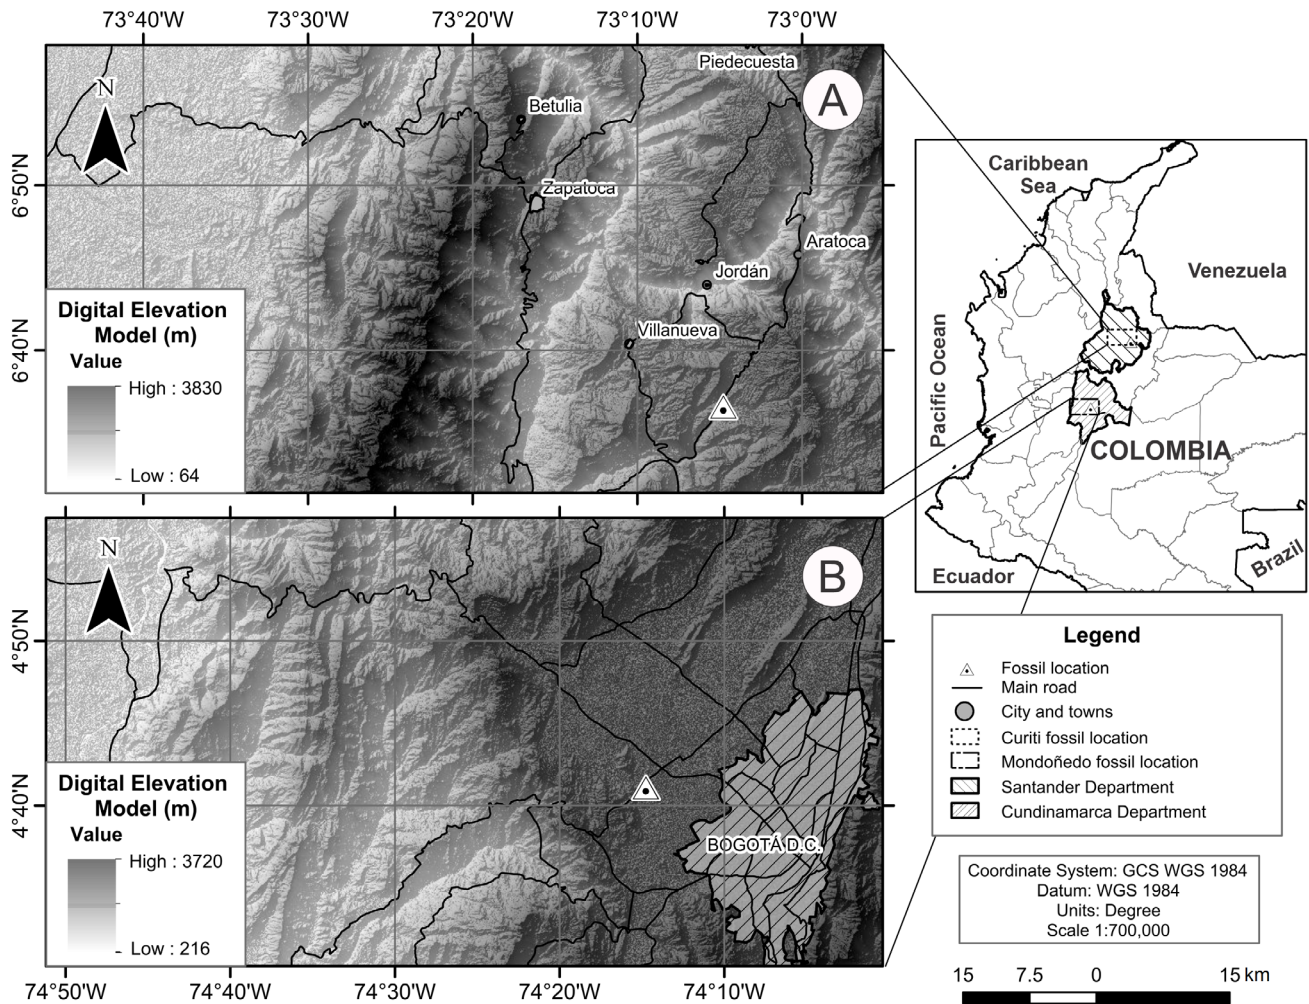 73°40'W 73°30'W 73°20'W 73°10'W 73°00'W
Piedecuesta
A
N
Betulia
6°50'N
Zapatoca
Aratoca
Jordán
Villanueva
6°40'N
Digital Elevation
Model (m)
Value
High : 3830
Low : 64
N
B
4°50'N
4°40'N
BOGOTÁ D.C.
Digital Elevation
Model (m)
Value
High : 3720
Low : 216
74°50'W 74°40'W 74°30'W 74°20'W 74°10'W
Caribbean
Sea
Venezuela
Pacific Ocean
COLOMBIA
Ecuador
Brazil
Legend
Fossil location
Main road
City and towns
Curiti fossil location
Mondoñedo fossil location
Santander Department
Cundinamarca Department
Coordinate System: GCS WGS 1984
Datum: WGS 1984
Units: Degree
Scale 1:700,000
15 7.5 0 15 km